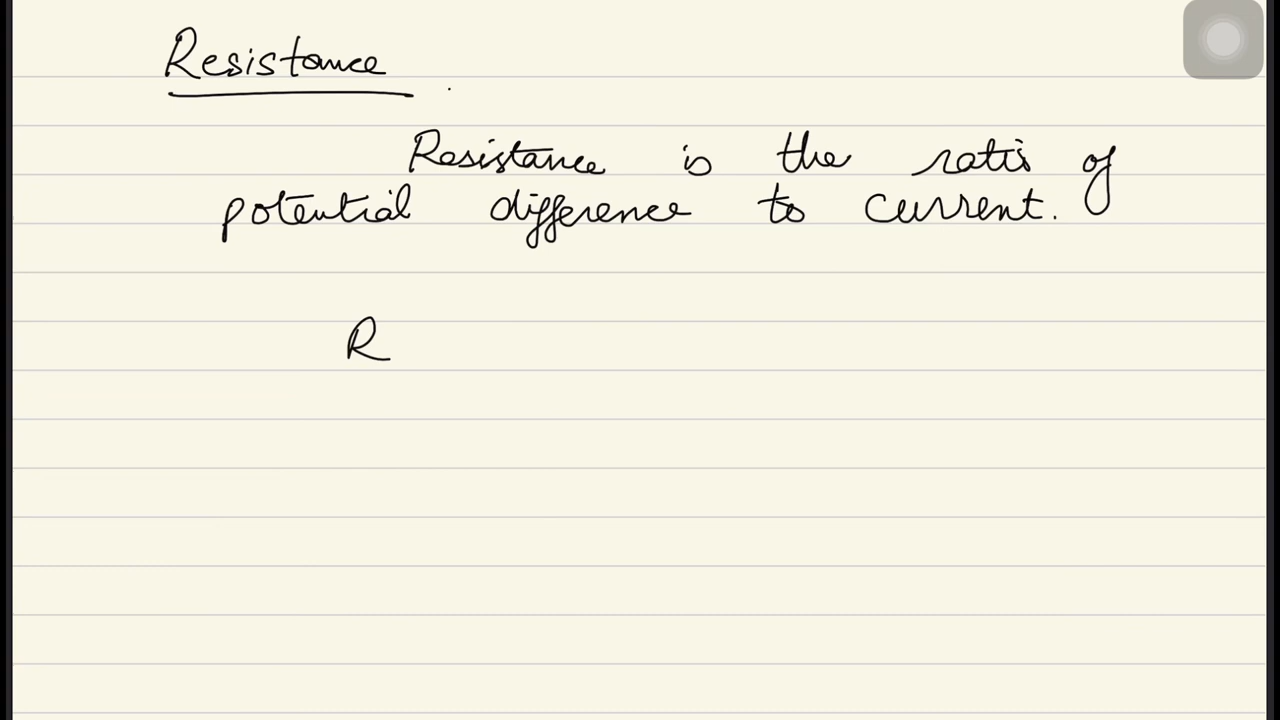 Resistance
Resistance is the ratio of
potential difference to current.
R